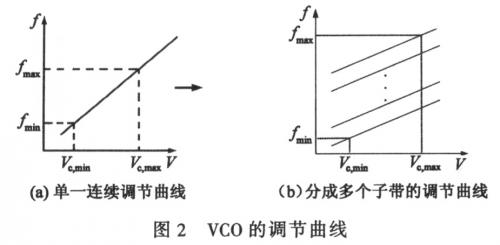 f
f
fmax
fmax
fmin
fmin
Vc,min
Vc,max
V
Vc,min
Vc,max
V
(a) 单一连续调节曲线
(b) 分成多个子带的调节曲线
图 2 VCO 的调节曲线